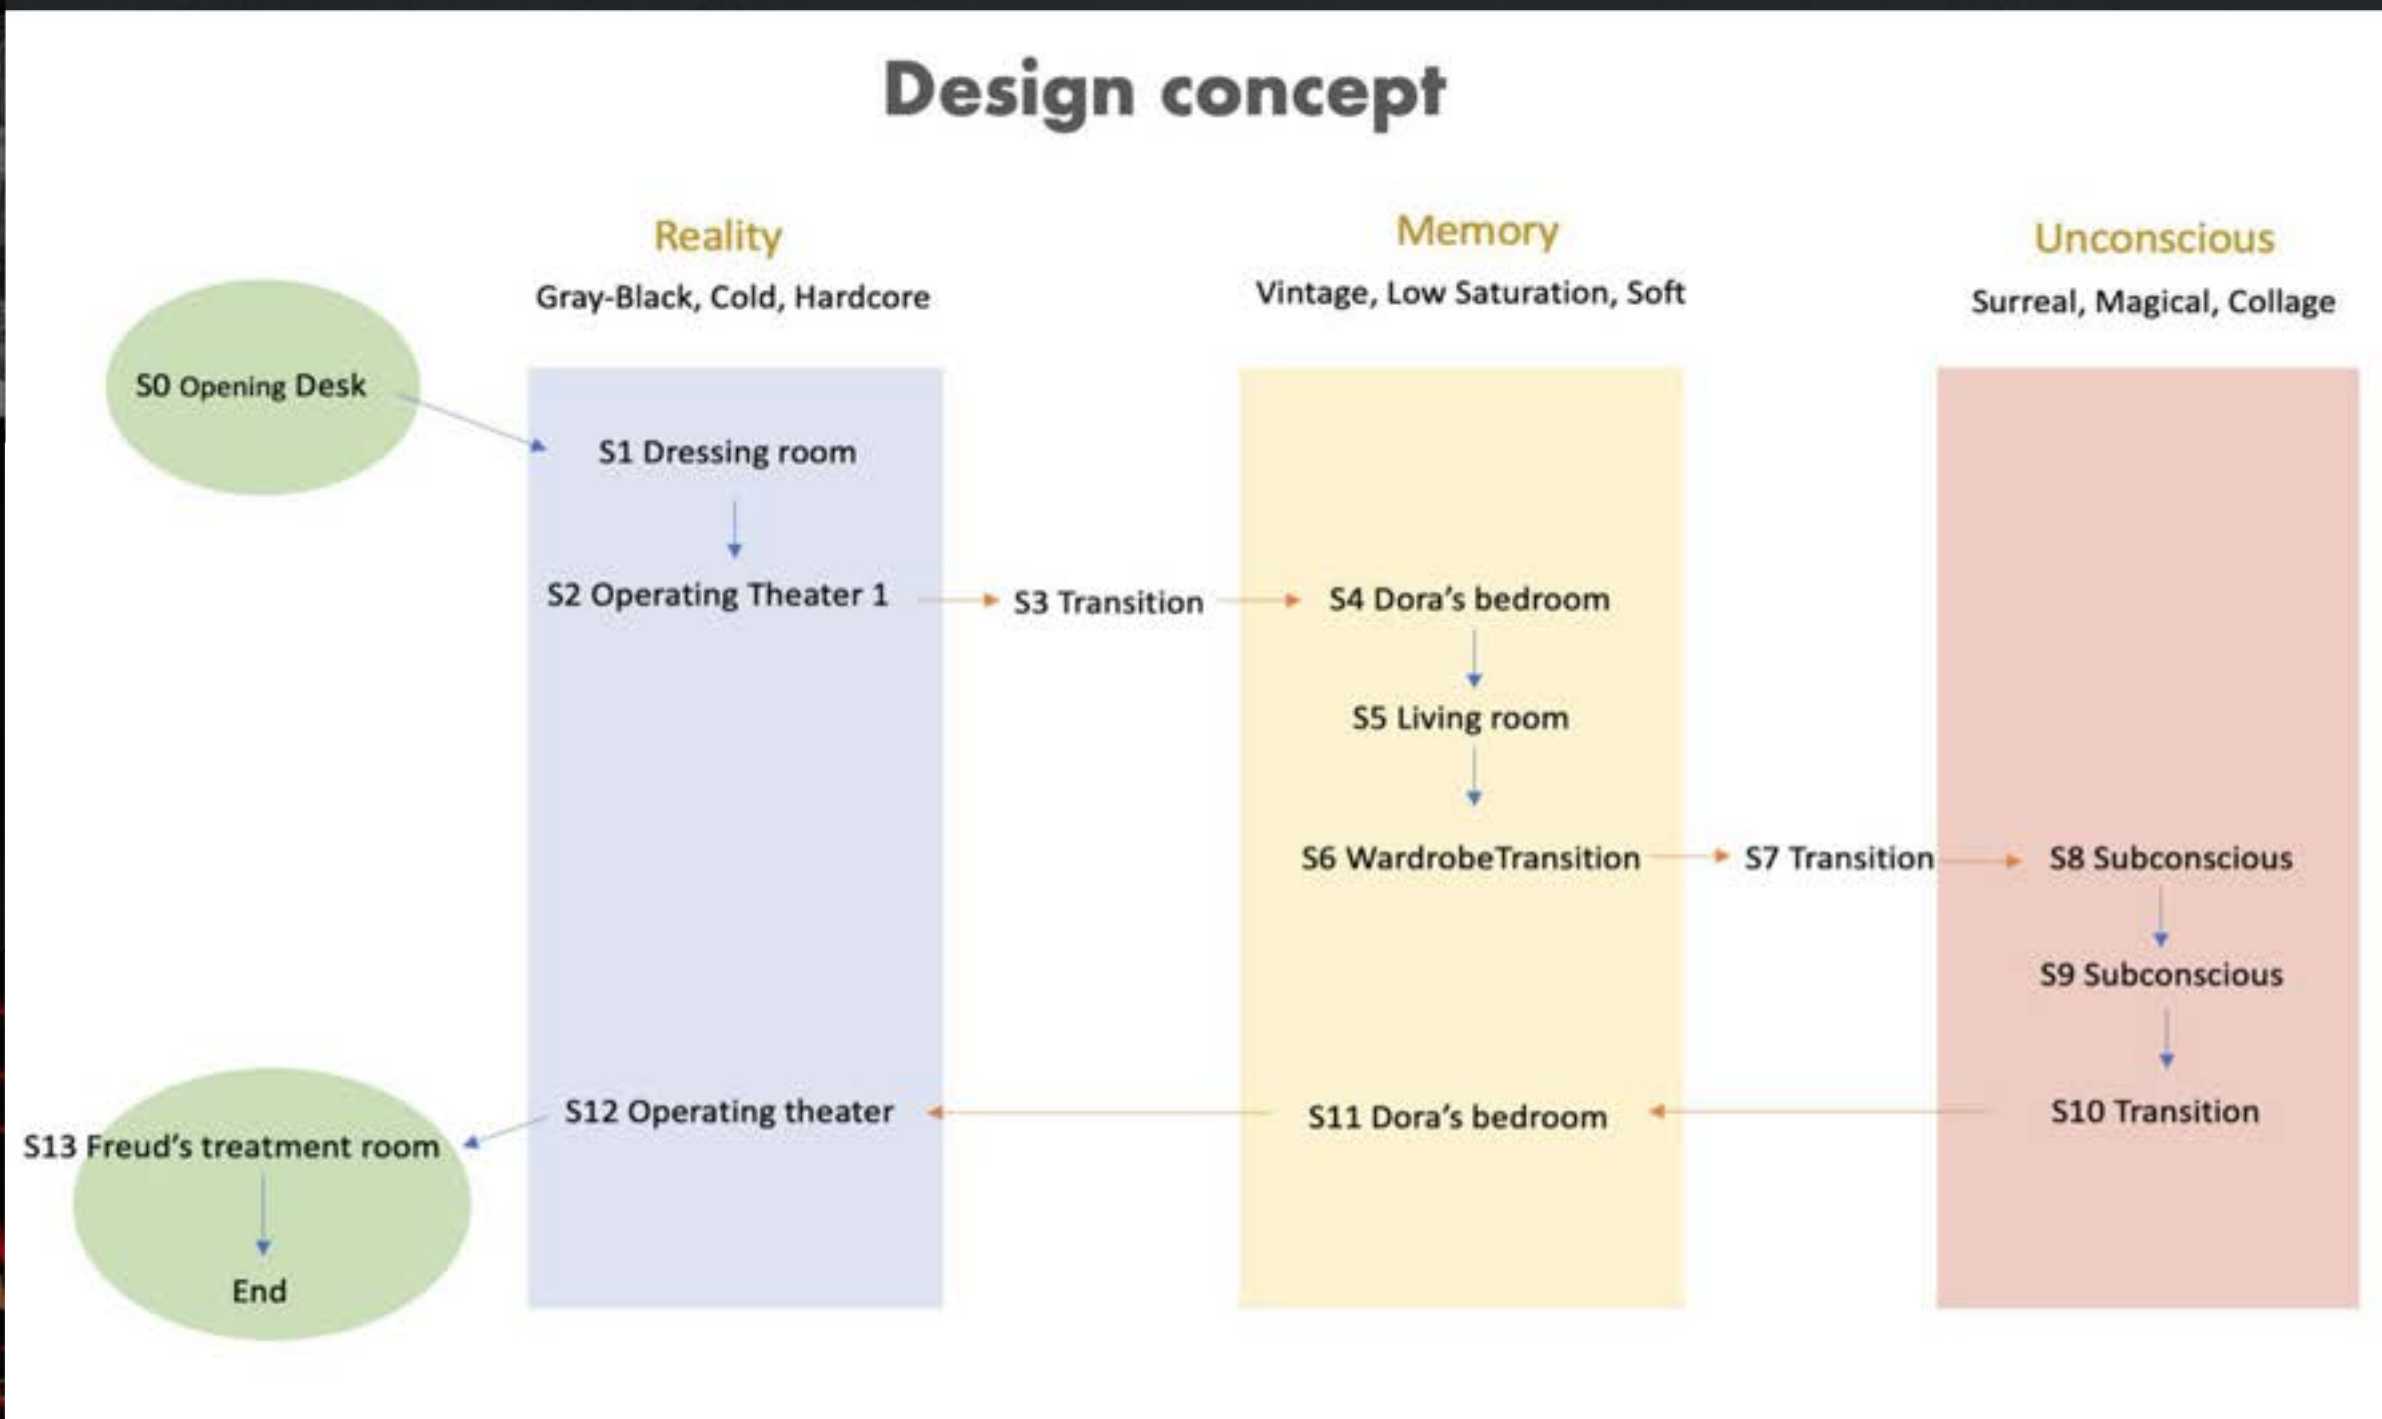 Design concept
Reality
Gray-Black, Cold, Hardcore
Memory
Vintage, Low Saturation, Soft
Unconscious
Surreal, Magical, Collage
S0 Opening Desk
S1 Dressing room
S2 Operating Theater 1
S3 Transition
S4 Dora's bedroom
S5 Living room
S6 WardrobeTransition
S7 Transition
S8 Subconscious
S9 Subconscious
S10 Transition
S11 Dora's bedroom
S12 Operating theater
S13 Freud's treatment room
End